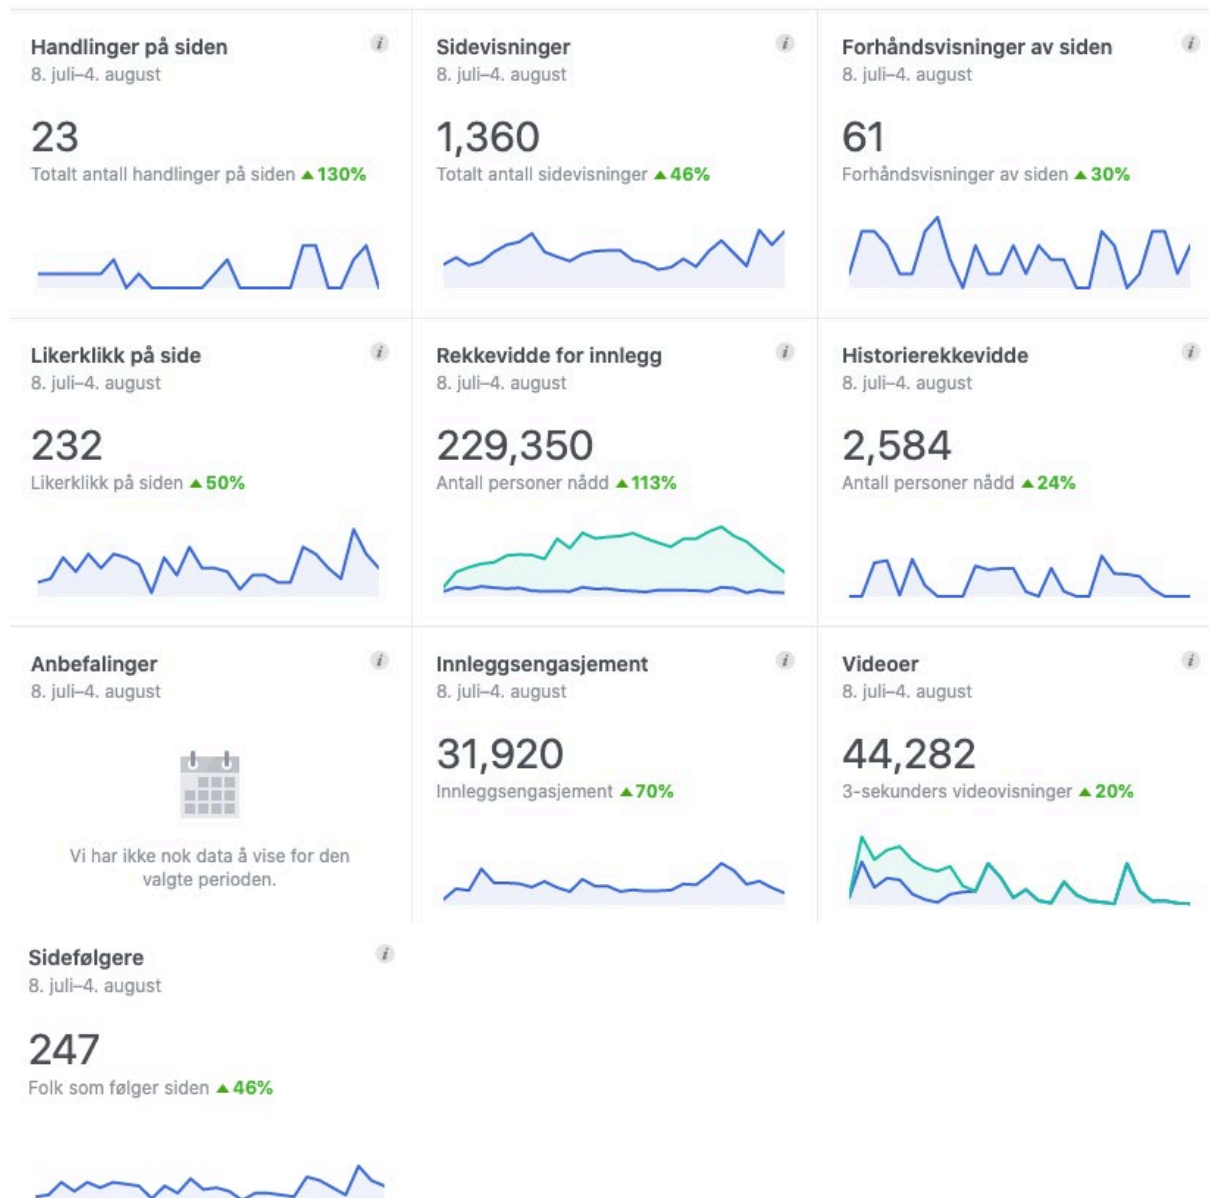 Handlinger på siden
8. juli–4. august
23
Totalt antall handlinger på siden ▲130%
Sidevisninger
8. juli–4. august
1,360
Totalt antall sidevisninger ▲46%
Forhåndsvisninger av siden
8. juli–4. august
61
Forhåndsvisninger av siden ▲30%
Likerklikk på side
8. juli–4. august
232
Likerklikk på siden ▲50%
Rekkevidde for innlegg
8. juli–4. august
229,350
Antall personer nådd ▲113%
Historierekkevidde
8. juli–4. august
2,584
Antall personer nådd ▲24%
Anbefalinger
8. juli–4. august
Vi har ikke nok data å vise for den
valgte perioden.
Innleggsengasjement
8. juli–4. august
31,920
Innleggsengasjement ▲70%
Videoer
8. juli–4. august
44,282
3-sekunders videovisninger ▲20%
Sidefølgere
8. juli–4. august
247
Folk som følger siden ▲46%